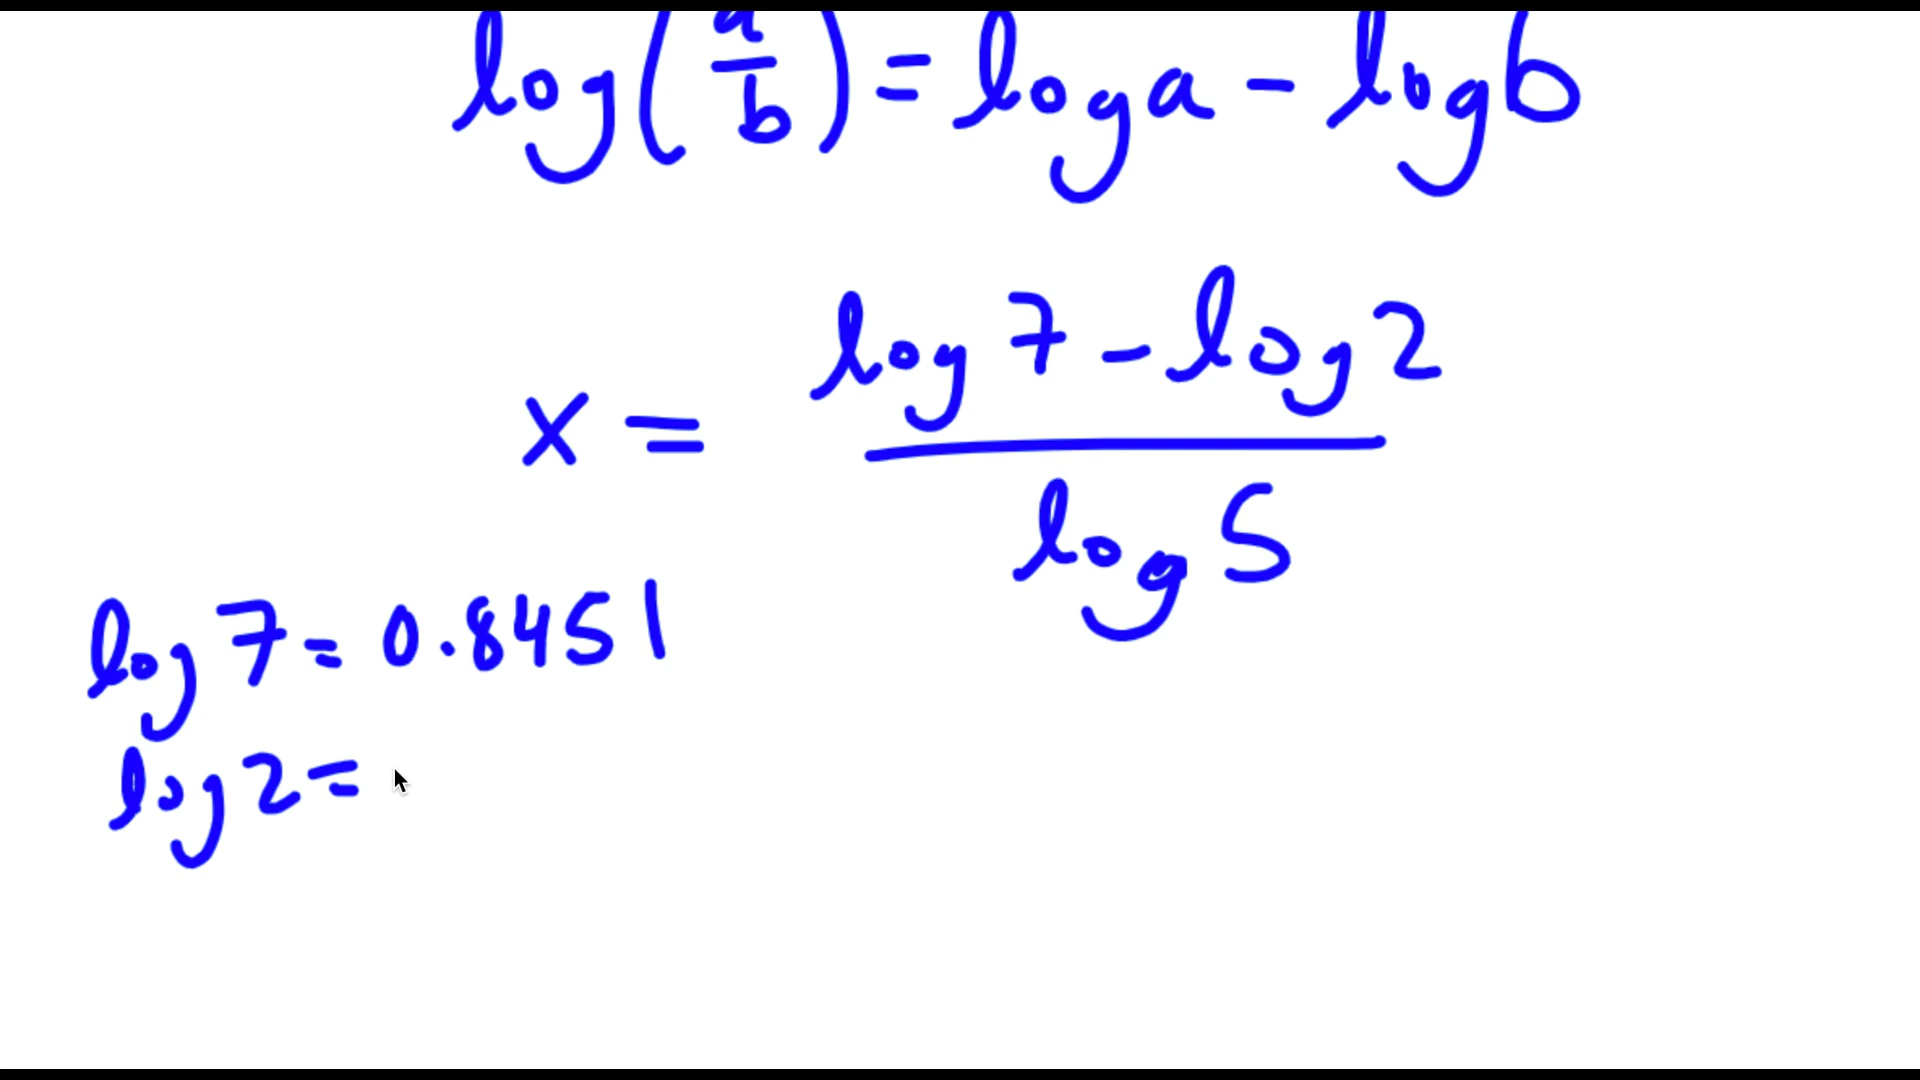 log(a/b) = log a - log b
x = (log 7 - log 2) / log 5
log 7 = 0.8451
log 2 =